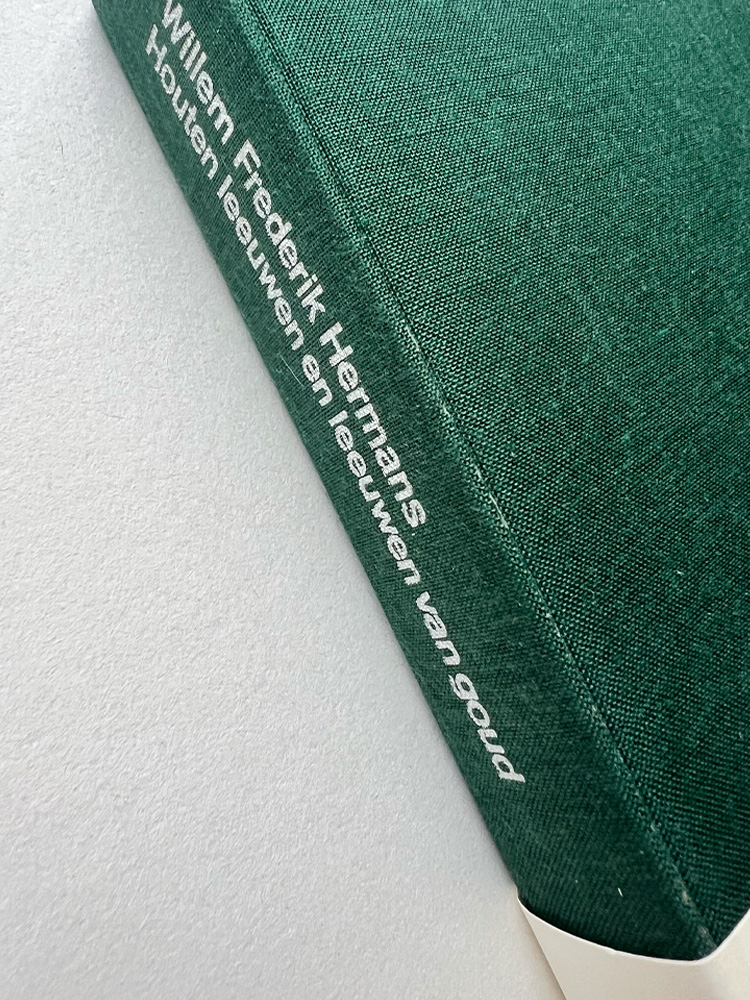 Willem Frederik Hermans
Houten leeuwen en leeuwen van goud